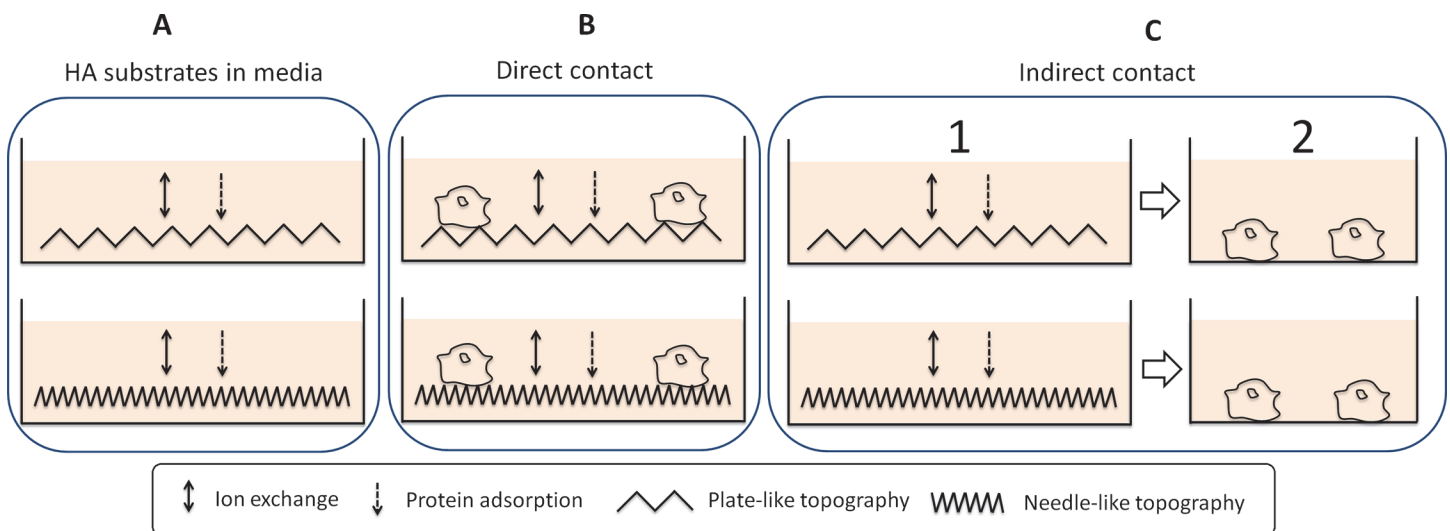 A
B
C
HA substrates in media
Direct contact
Indirect contact
1
2
Ion exchange
Protein adsorption
Plate-like topography
Needle-like topography